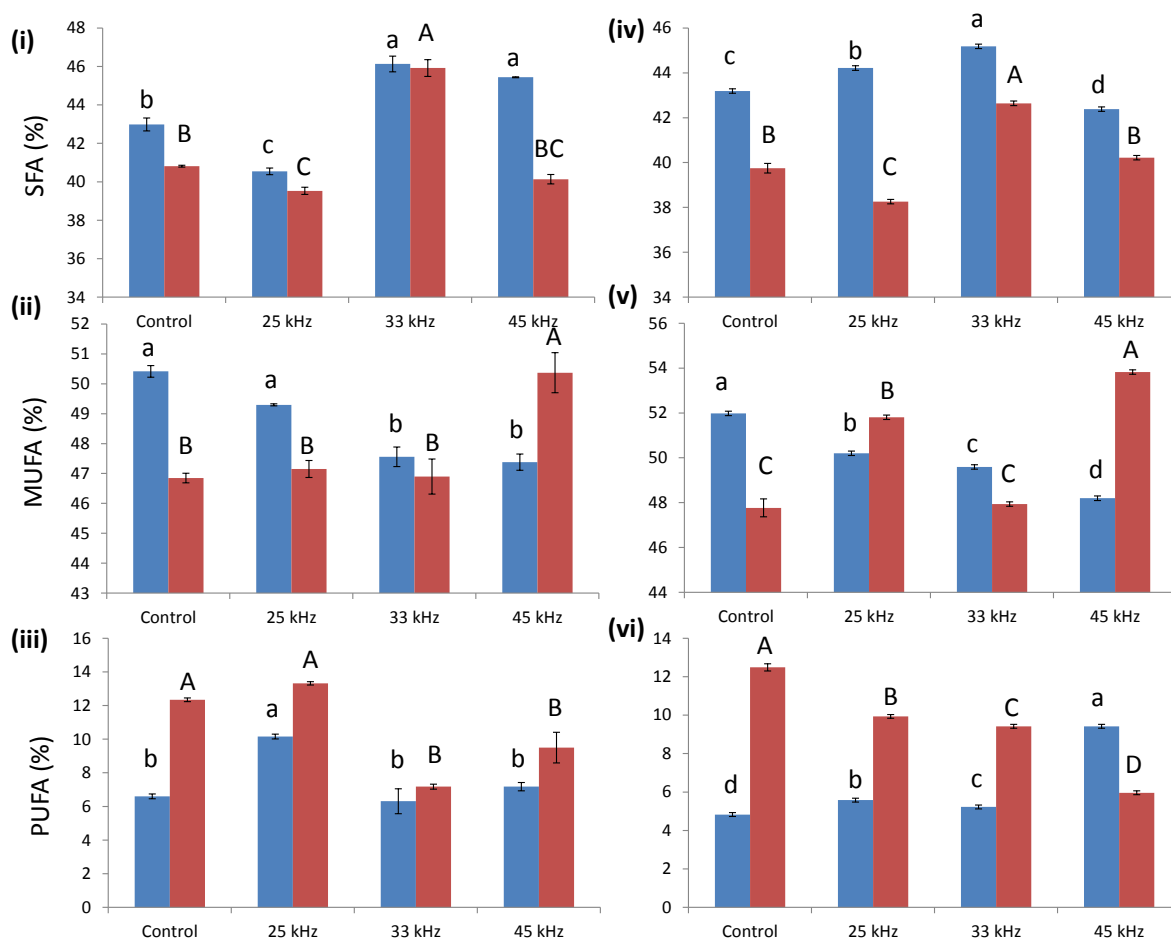 (i)
SFA (%)
48
46
44
42
40
38
36
34
b
B
c
C
a
A
a
BC
Control
25 kHz
33 kHz
45 kHz
(iv)
46
44
42
40
38
36
34
c
B
b
C
a
A
d
B
Control
25 kHz
33 kHz
45 kHz
(ii)
MUFA (%)
52
51
50
49
48
47
46
45
44
43
a
B
a
B
b
B
b
A
Control
25 kHz
33 kHz
45 kHz
(v)
56
54
52
50
48
46
44
a
C
b
B
c
C
d
A
Control
25 kHz
33 kHz
45 kHz
(iii)
PUFA (%)
16
14
12
10
8
6
4
2
0
b
A
a
A
b
B
b
B
Control
25 kHz
33 kHz
45 kHz
(vi)
14
12
10
8
6
4
2
0
d
A
b
B
c
C
a
D
Control
25 kHz
33 kHz
45 kHz